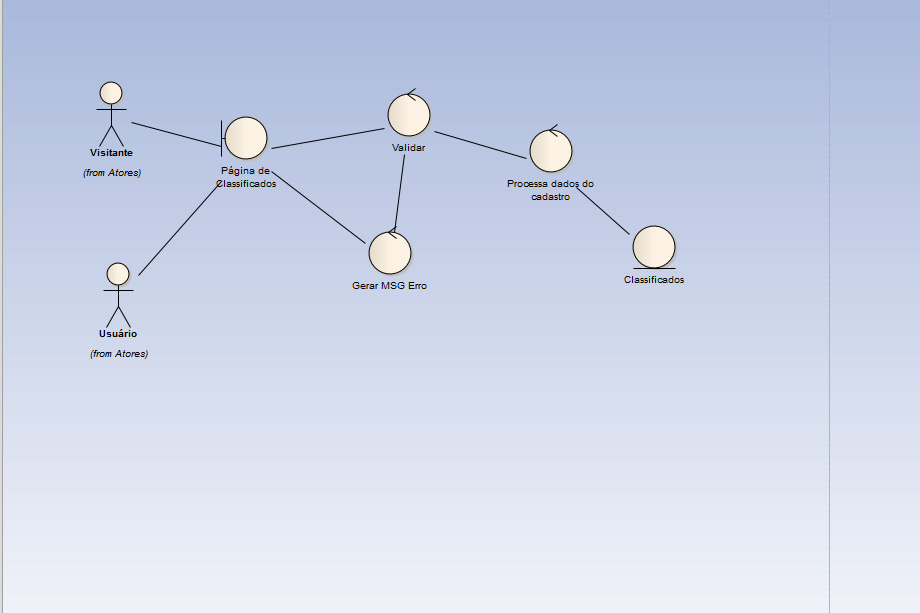 Visitante
(from Atores)
Página de
Classificados
Validar
Processa dados do
cadastro
Gerar MSG Erro
Classificados
Usuário
(from Atores)